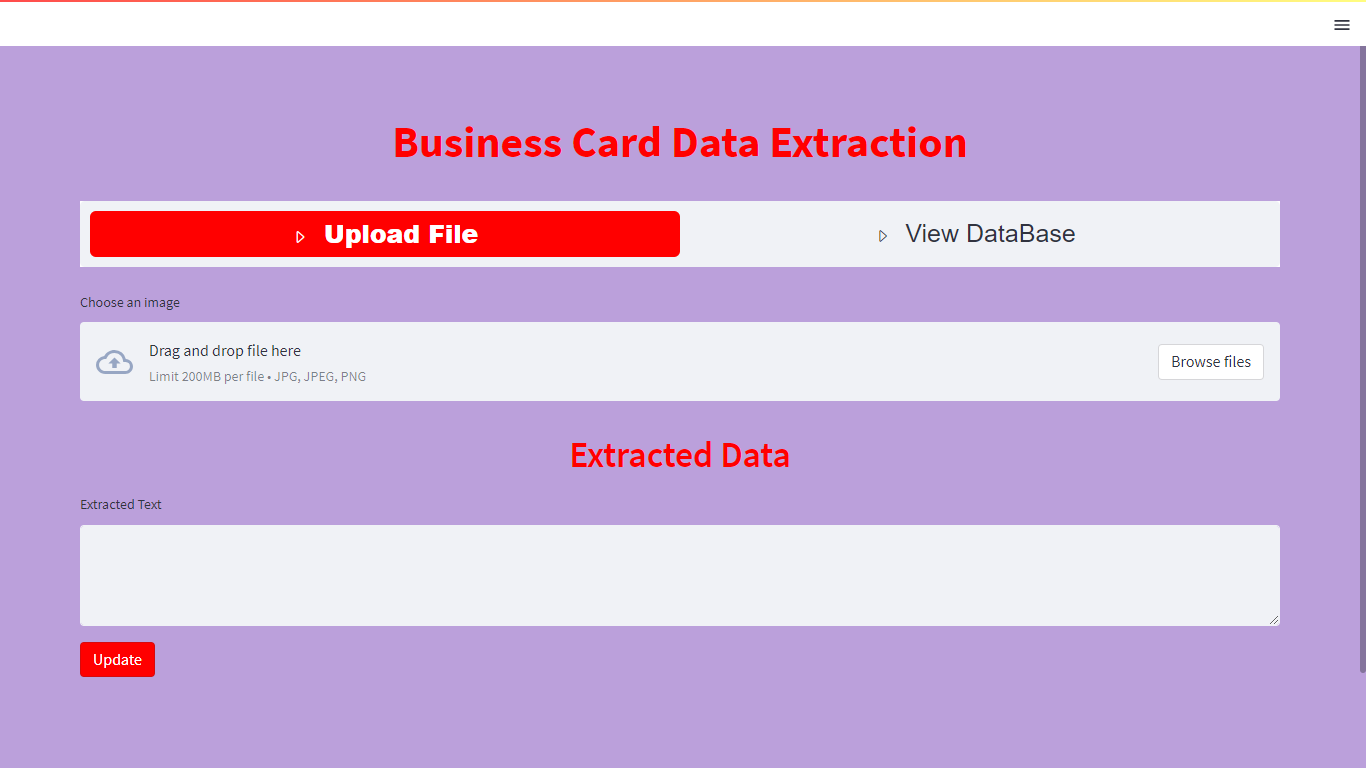 Business Card Data Extraction
Upload File
View DataBase
Choose an image
Drag and drop file here
Limit 200MB per file • JPG, JPEG, PNG
Browse files
Extracted Data
Extracted Text
Update